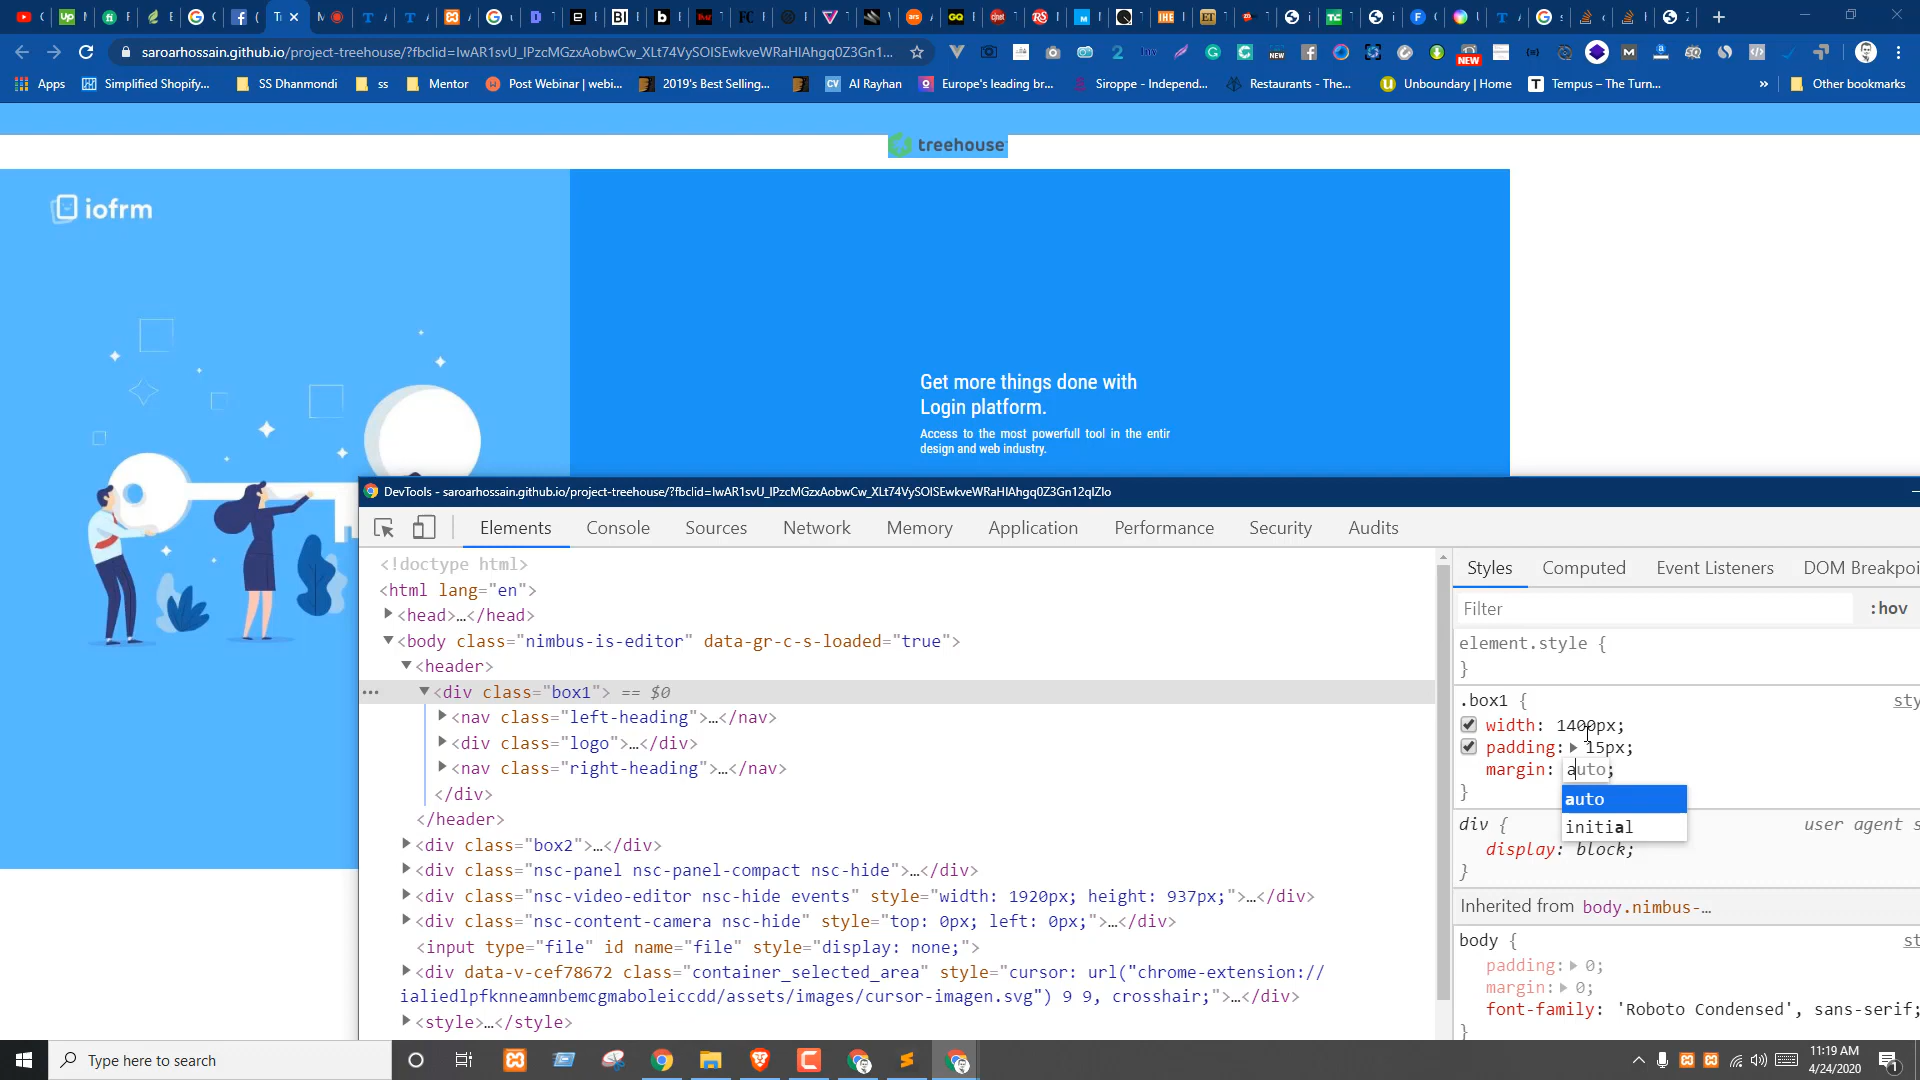 saroarhossain.github.io/project-treehouse/?fbclid=IwAR1svU_IPzcMGzxAobwCw_XLt74VySOISEwkveWRaHlAhgq0Z3Gn1...
Apps
Simplified Shopify...
SS Dhanmondi
ss
Mentor
Post Webinar | webi...
2019's Best Selling...
Al Rayhan
Europe's leading br...
Siroppe - Independ...
Restaurants - The...
Unboundary | Home
Tempus – The Turn...
»
Other bookmarks
treehouse
iofrm
Get more things done with
Login platform.
Access to the most powerfull tool in the entir
design and web industry.
DevTools - saroarhossain.github.io/project-treehouse/?fbclid=IwAR1svU_IPzcMGzxAobwCw_XLt74VySOISEwkveWRaHlAhgq0Z3Gn12qIZIo
Elements Console Sources Network Memory Application Performance Security Audits
<!doctype html>
<html lang="en">
<head>…</head>
<body class="nimbus-is-editor" data-gr-c-s-loaded="true">
<header>
<div class="box1"> == $0
<nav class="left-heading">…</nav>
<div class="logo">…</div>
<nav class="right-heading">…</nav>
</div>
</header>
<div class="box2">…</div>
<div class="nsc-panel nsc-panel-compact nsc-hide">…</div>
<div class="nsc-video-editor nsc-hide events" style="width: 1920px; height: 937px;">…</div>
<div class="nsc-content-camera nsc-hide" style="top: 0px; left: 0px;">…</div>
<input type="file" id name="file" style="display: none;">
<div data-v-cef78672 class="container_selected_area" style="cursor: url("chrome-extension://
ialiedlpfknneamnbemcgmaboleiccdd/assets/images/cursor-imagen.svg") 9 9, crosshair;">…</div>
<style>…</style>
Styles Computed Event Listeners DOM Breakpoi
Filter
:hov
element.style {
}
.box1 {
sty
width: 1400px;
padding: 15px;
margin: auto;
}
auto
initial
div {
user agent s
display: block;
}
Inherited from body.nimbus-…
body {
st
padding: 0;
margin: 0;
font-family: 'Roboto Condensed', sans-serif;
}
Type here to search
11:19 AM
4/24/2020